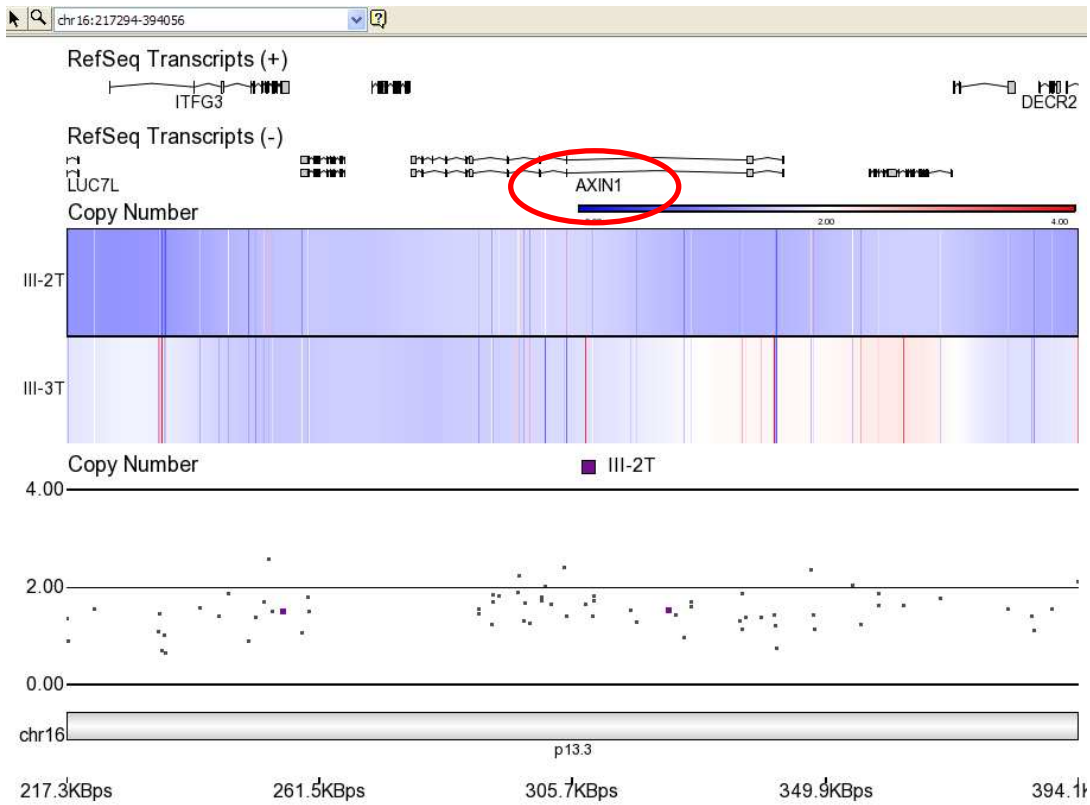 chr16:217294-394056
RefSeq Transcripts (+)
ITFG3 DECR2
RefSeq Transcripts (-)
LUC7L AXIN1
Copy Number
2.00 4.00
III-2T
III-3T
Copy Number III-2T
4.00
2.00
0.00
chr16
p13.3
217.3KBps 261.5KBps 305.7KBps 349.9KBps 394.1